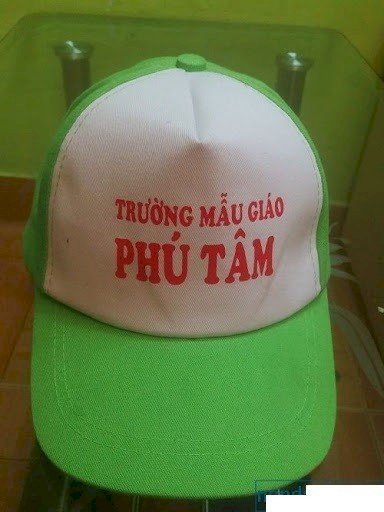 TRƯỜNG MẪU GIÁO
PHÚ TÂM